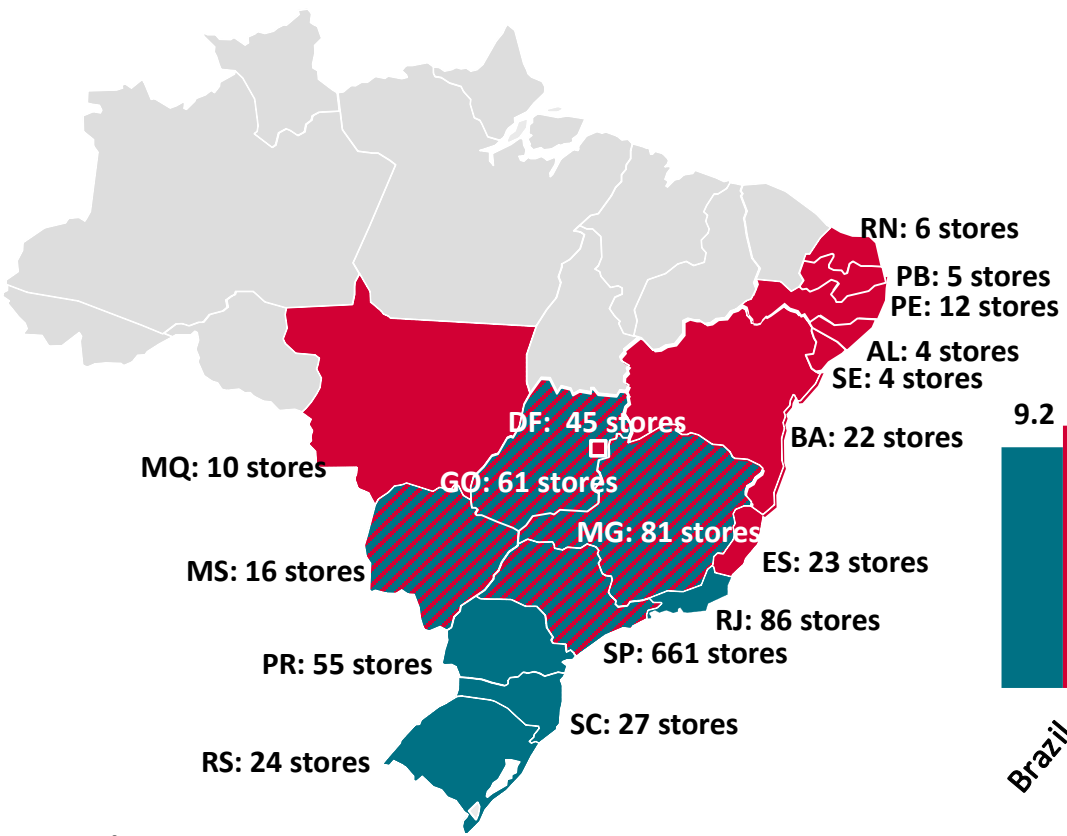 RN: 6 stores
PB: 5 stores
PE: 12 stores
AL: 4 stores
SE: 4 stores
9.2
DF: 45 stores
BA: 22 stores
MQ: 10 stores
GO: 61 stores
MG: 81 stores
ES: 23 stores
MS: 16 stores
RJ: 86 stores
SP: 661 stores
PR: 55 stores
SC: 27 stores
RS: 24 stores
Brazil